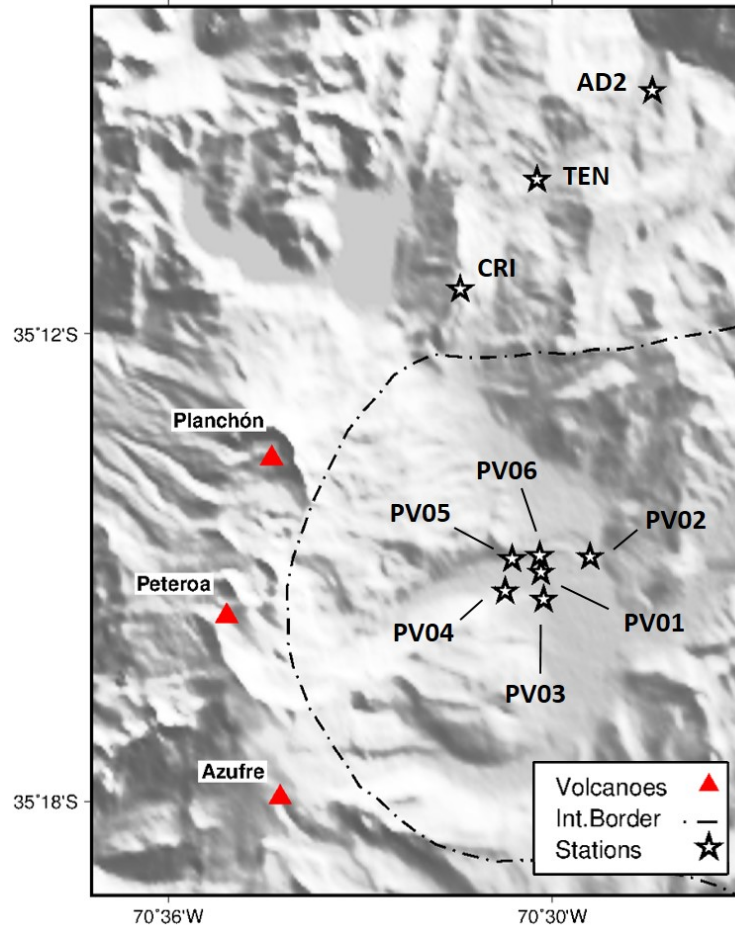 AD2
TEN
CRI
35°12'S
Planchón
PV06
PV05
PV02
Peteroa
PV04
PV01
PV03
Azufre
35°18'S
Volcanoes
Int.Border
Stations
70°36'W
70°30'W